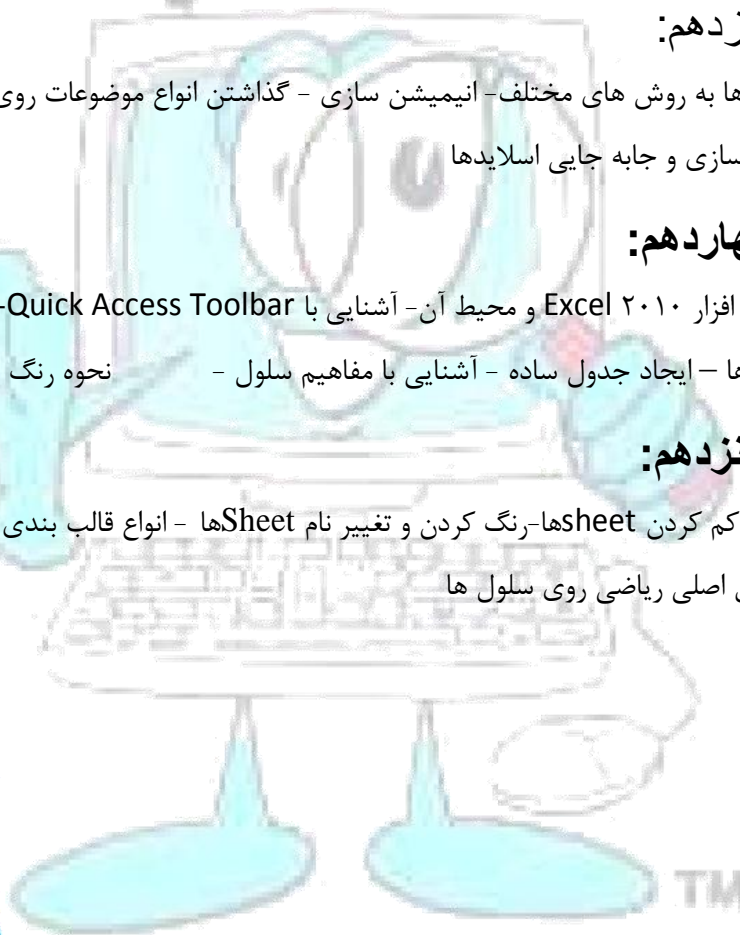 زدهم:
ها به روش های مختلف- انیمیشن سازی - گذاشتن انواع موضوعات روی
سازی و جابه جایی اسلایدها
هاردهم:
افزار Excel ۲۰۱۰ و محیط آن- آشنایی با Quick Access Toolbar-
ها – ایجاد جدول ساده - آشنایی با مفاهیم سلول - نحوه رنگ
نزدهم:
کم کردن sheetها-رنگ کردن و تغییر نام Sheetها - انواع قالب بندی
اصلی ریاضی روی سلول ها
TM